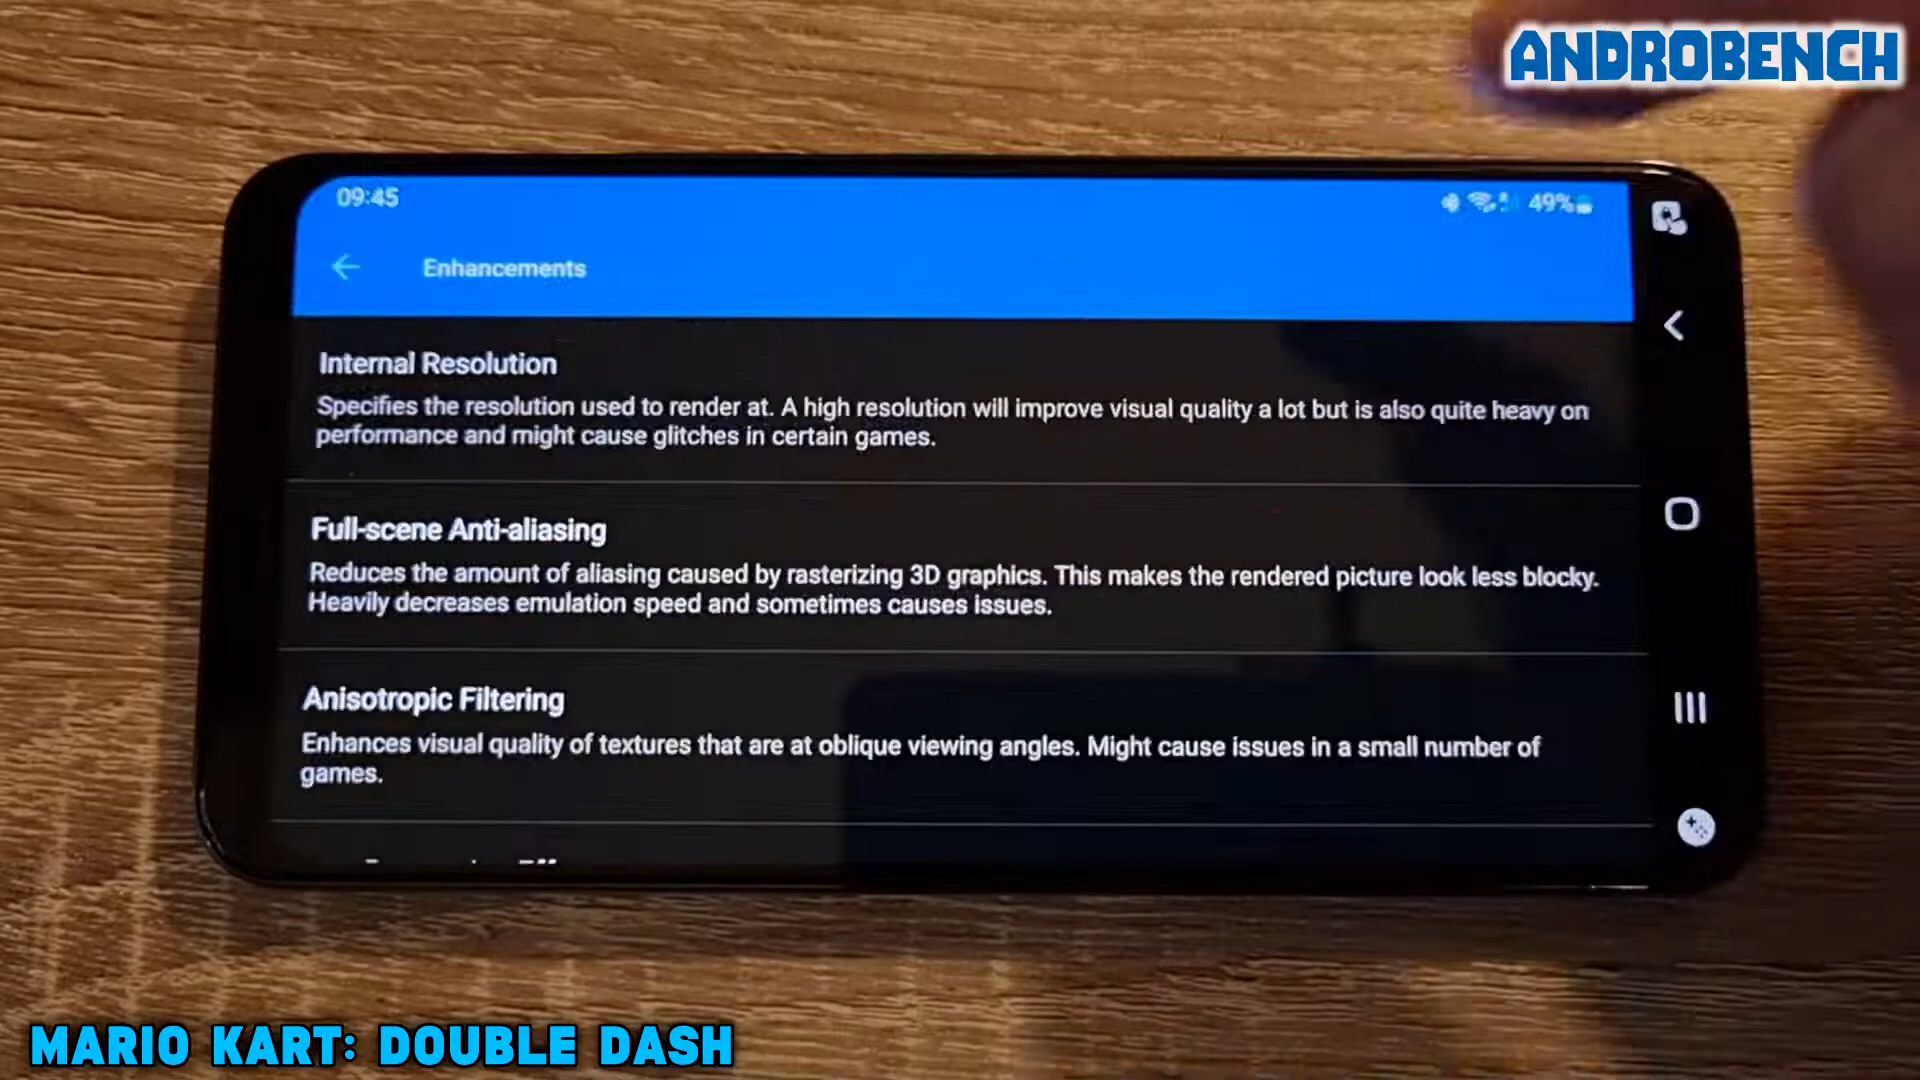 ANDROBENCH
09:45
49%
Enhancements
Internal Resolution
Specifies the resolution used to render at. A high resolution will improve visual quality a lot but is also quite heavy on
performance and might cause glitches in certain games.
Full-scene Anti-aliasing
Reduces the amount of aliasing caused by rasterizing 3D graphics. This makes the rendered picture look less blocky.
Heavily decreases emulation speed and sometimes causes issues.
Anisotropic Filtering
Enhances visual quality of textures that are at oblique viewing angles. Might cause issues in a small number of
games.
MARIO KART: DOUBLE DASH